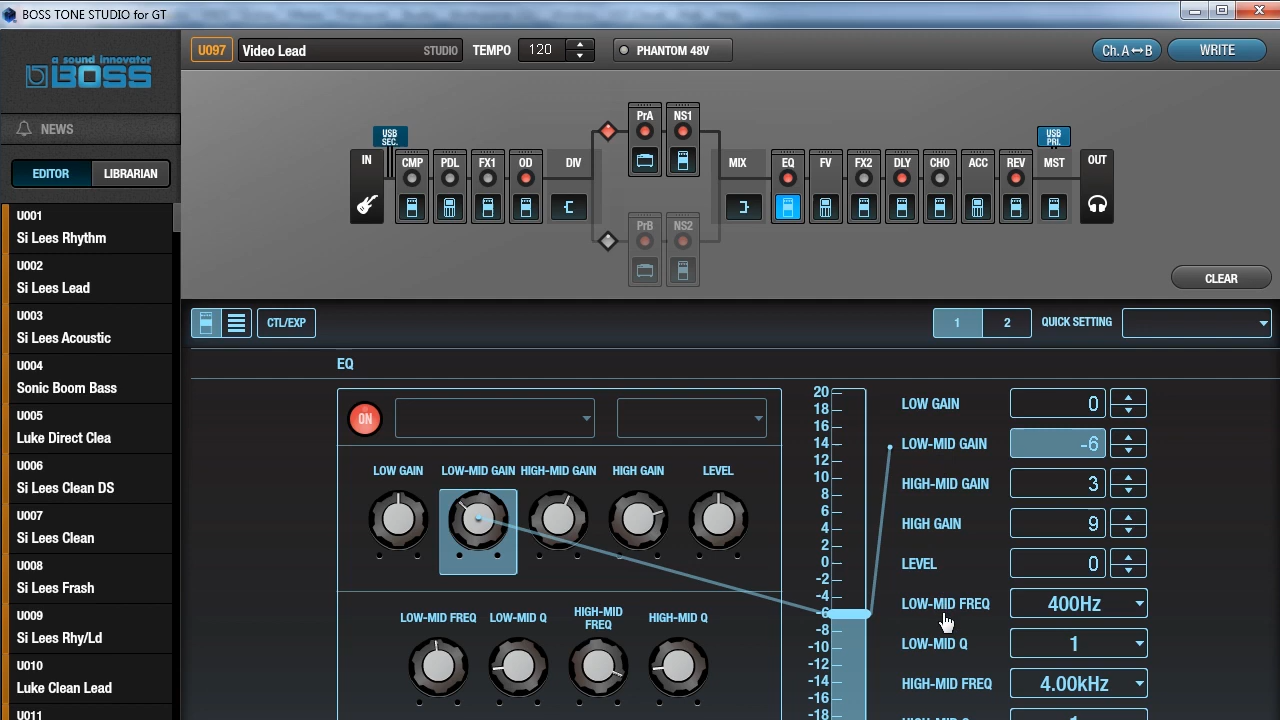 BOSS TONE STUDIO for GT
a sound innovator
BOSS
U097 Video Lead STUDIO TEMPO 120 PHANTOM 48V Ch. A↔B WRITE
NEWS
EDITOR LIBRARIAN
U001
Si Lees Rhythm
U002
Si Lees Lead
U003
Si Lees Acoustic
U004
Sonic Boom Bass
U005
Luke Direct Clea
U006
Si Lees Clean DS
U007
Si Lees Clean
U008
Si Lees Frash
U009
Si Lees Rhy/Ld
U010
Luke Clean Lead
U011
PrA NS1
USB SEC.
USB PRI.
IN CMP PDL FX1 OD DIV MIX EQ FV FX2 DLY CHO ACC REV MST OUT
PrB NS2
CLEAR
CTL/EXP 1 2 QUICK SETTING
EQ
ON
LOW GAIN LOW-MID GAIN HIGH-MID GAIN HIGH GAIN LEVEL
LOW-MID FREQ LOW-MID Q HIGH-MID FREQ HIGH-MID Q
20
18
16
14
12
10
8
6
4
2
0
-2
-4
-6
-8
-10
-12
-14
-16
-18
LOW GAIN 0
LOW-MID GAIN -6
HIGH-MID GAIN 3
HIGH GAIN 9
LEVEL 0
LOW-MID FREQ 400Hz
LOW-MID Q 1
HIGH-MID FREQ 4.00kHz